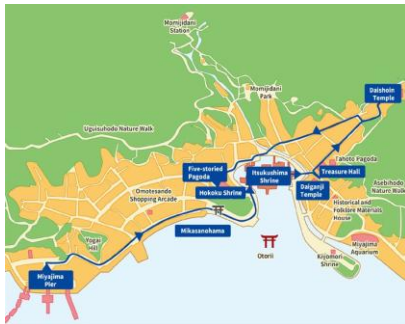 Momijidani
Station
Daishoin
Temple
Momijidani
Park
Uguisuhodo Nature Walk
Five-storied
Pagoda
Itsukushima
Shrine
Tahoto Pagoda
Treasure Hall
Omotesando
Shopping Arcade
Hokoku Shrine
Daiganji
Temple
Asebihodo
Nature Walk
Historical and
Folklore Materials
House
Mikasanohama
Yogai
Hill
Otorii
Miyajima
Aquarium
Kiyomori
Shrine
Miyajima
Pier